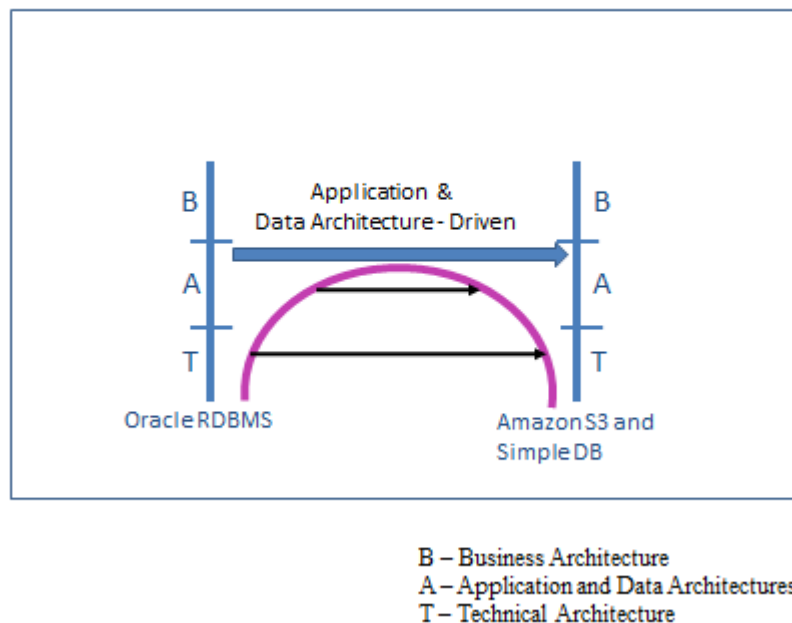 Application &
Data Architecture - Driven
B
B
A
A
T
T
Oracle RDBMS
Amazon S3 and
Simple DB
B – Business Architecture
A – Application and Data Architectures
T – Technical Architecture